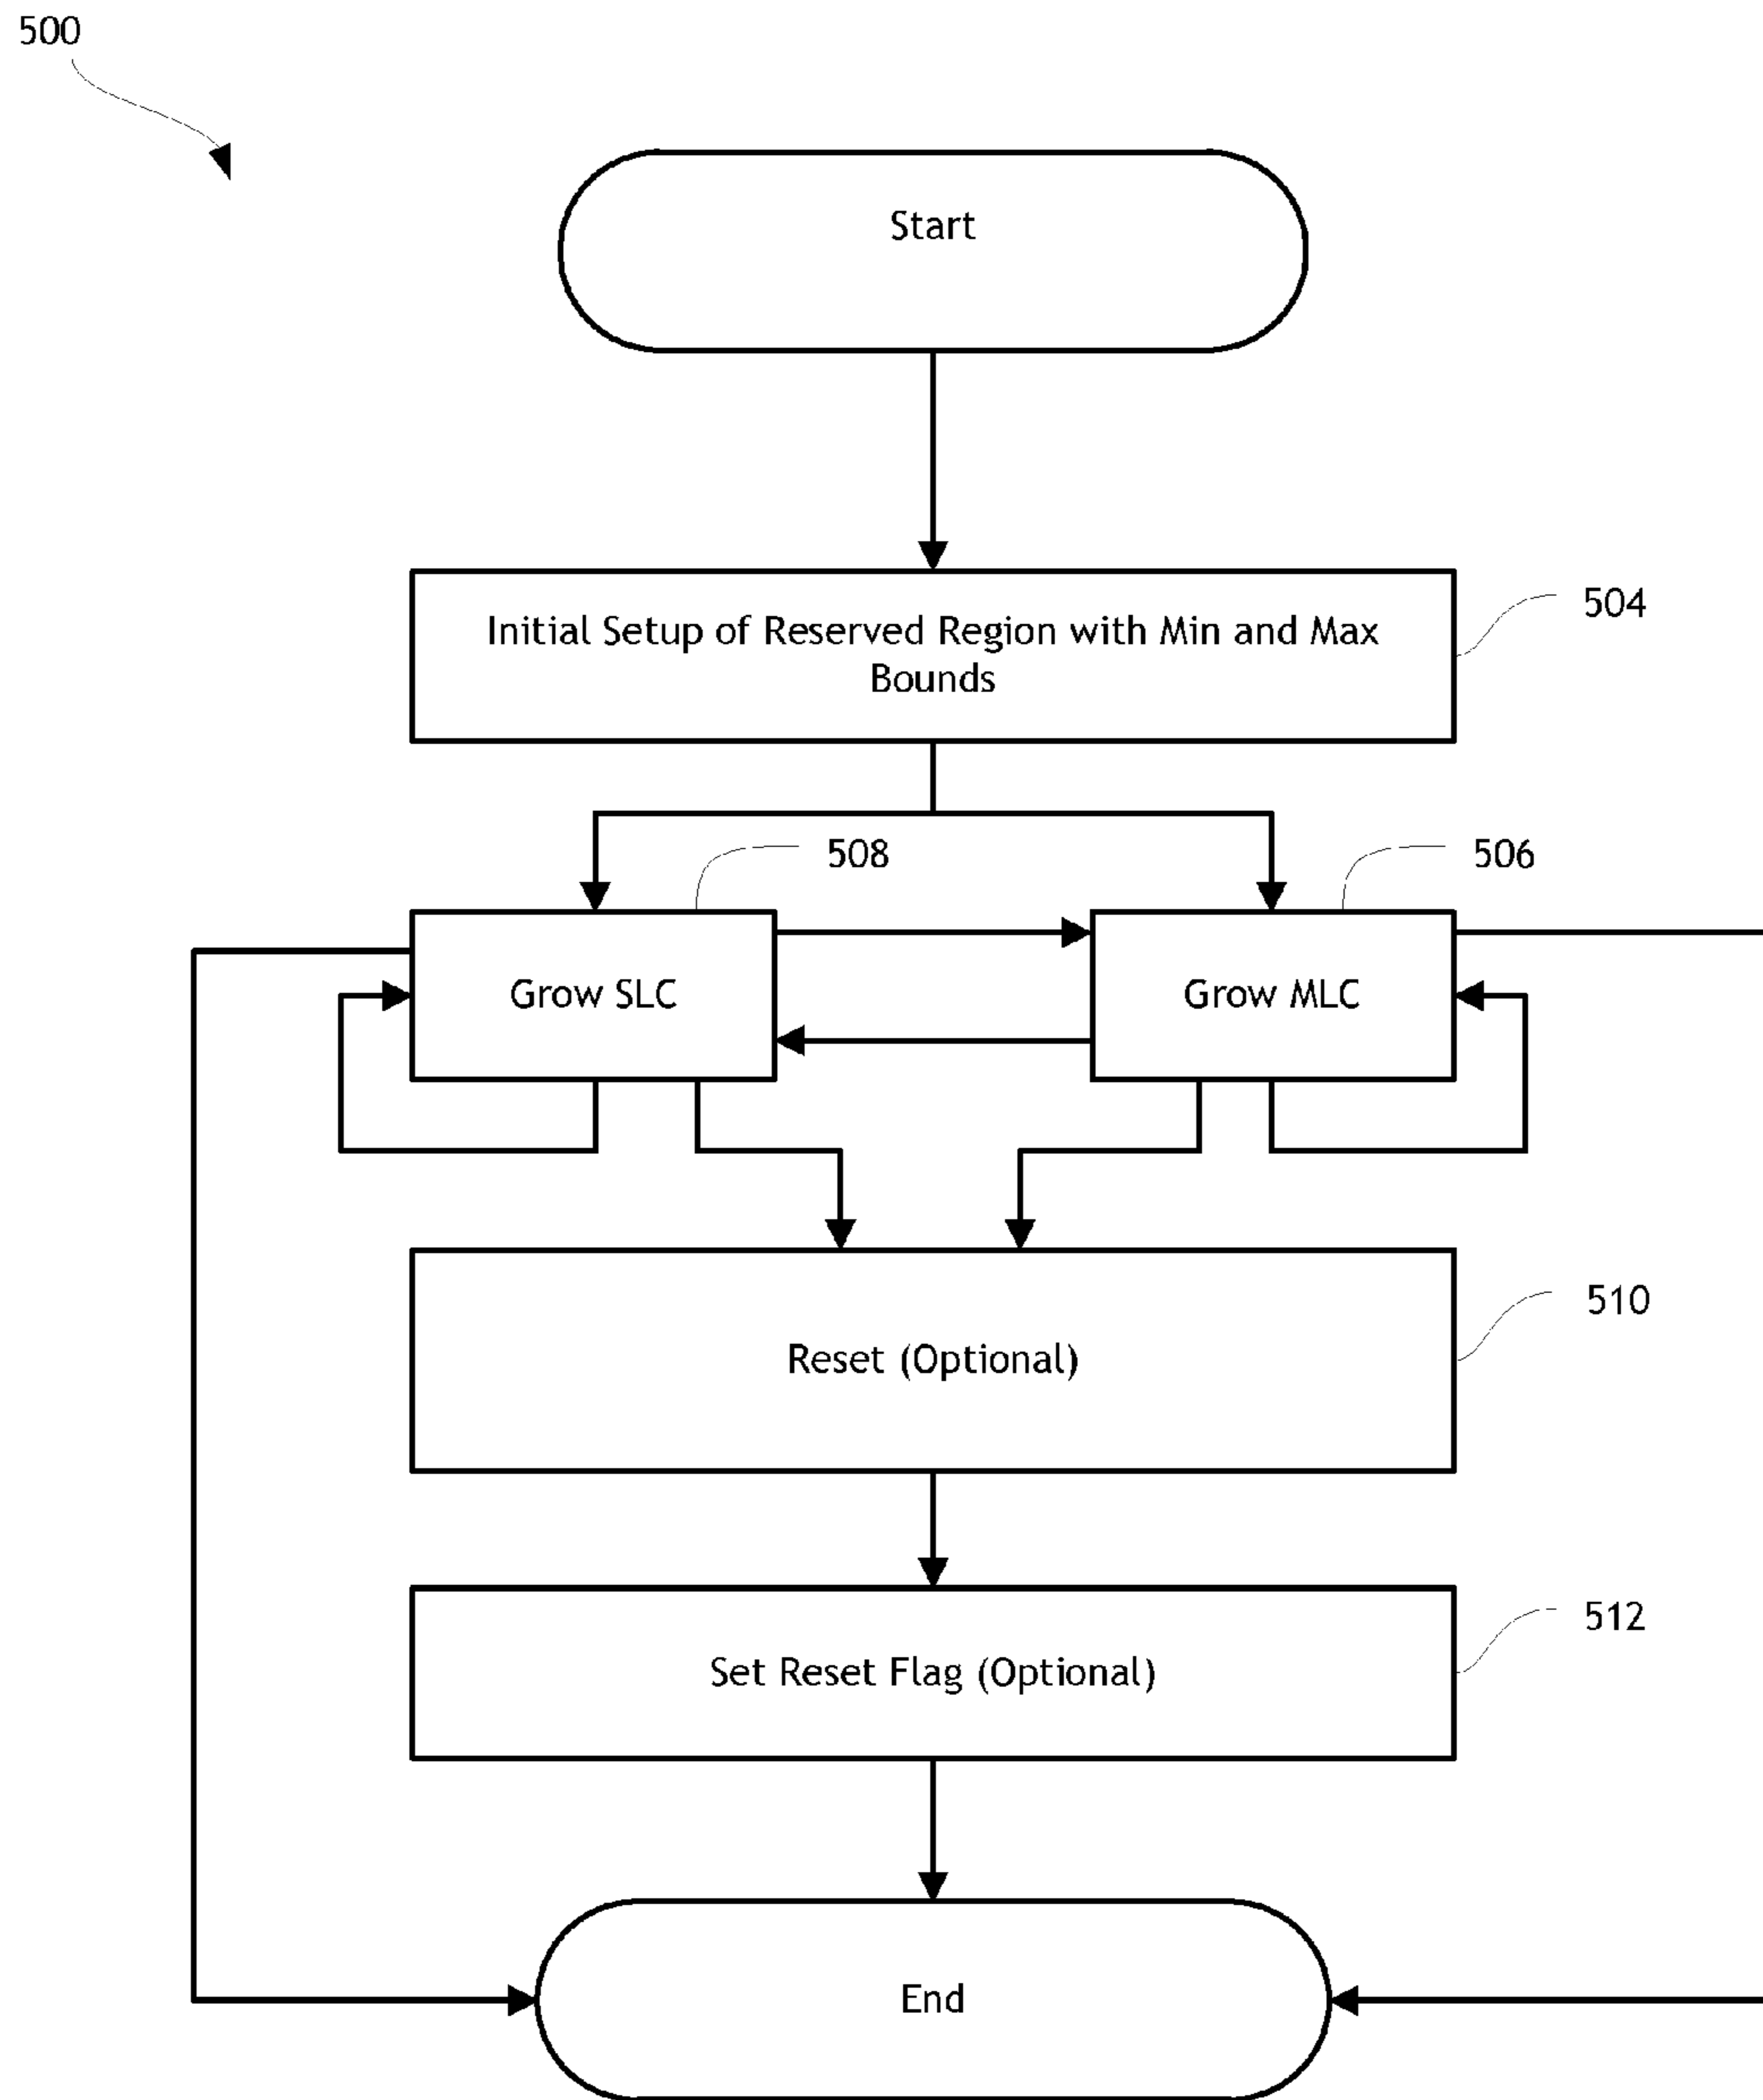 500
Start
Initial Setup of Reserved Region with Min and Max
Bounds
504
508
506
Grow SLC
Grow MLC
510
Reset (Optional)
512
Set Reset Flag (Optional)
End